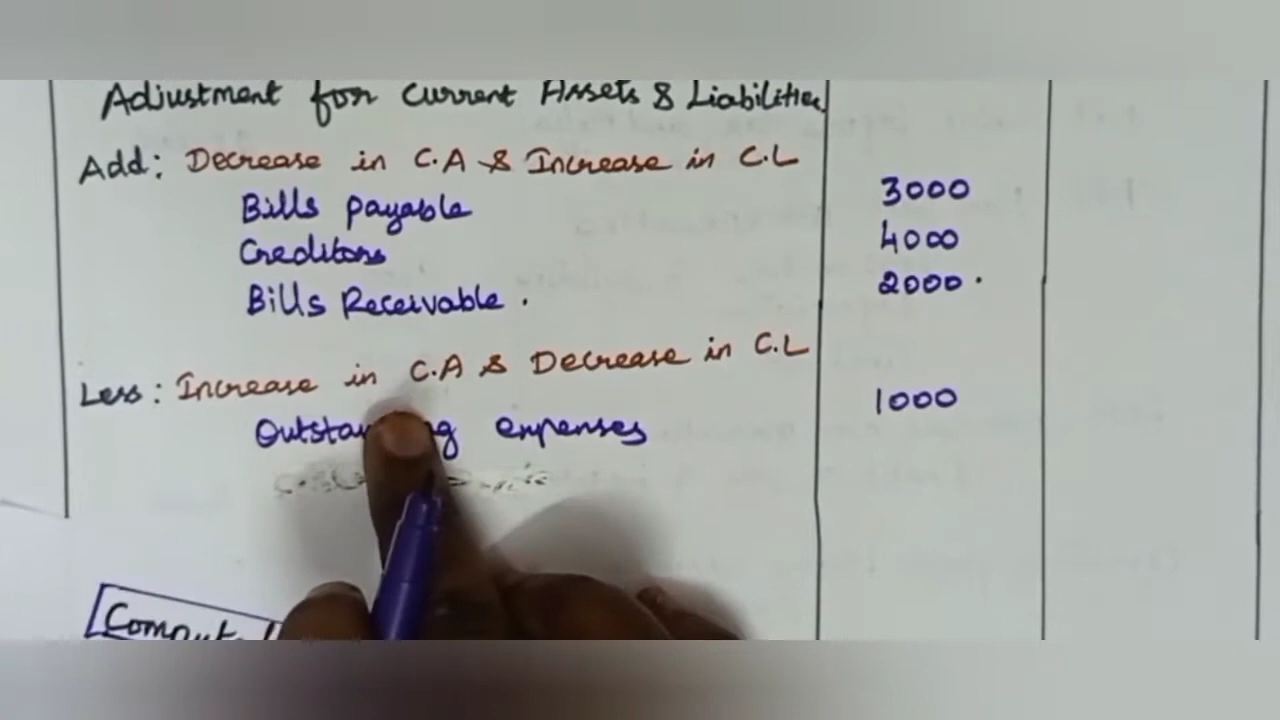 Adjustment for Current Assets & Liabilities
Add: Decrease in C.A & Increase in C.L
Bills payable 3000
Creditors 4000
Bills Receivable. 2000.
Less: Increase in C.A & Decrease in C.L
expenses 1000